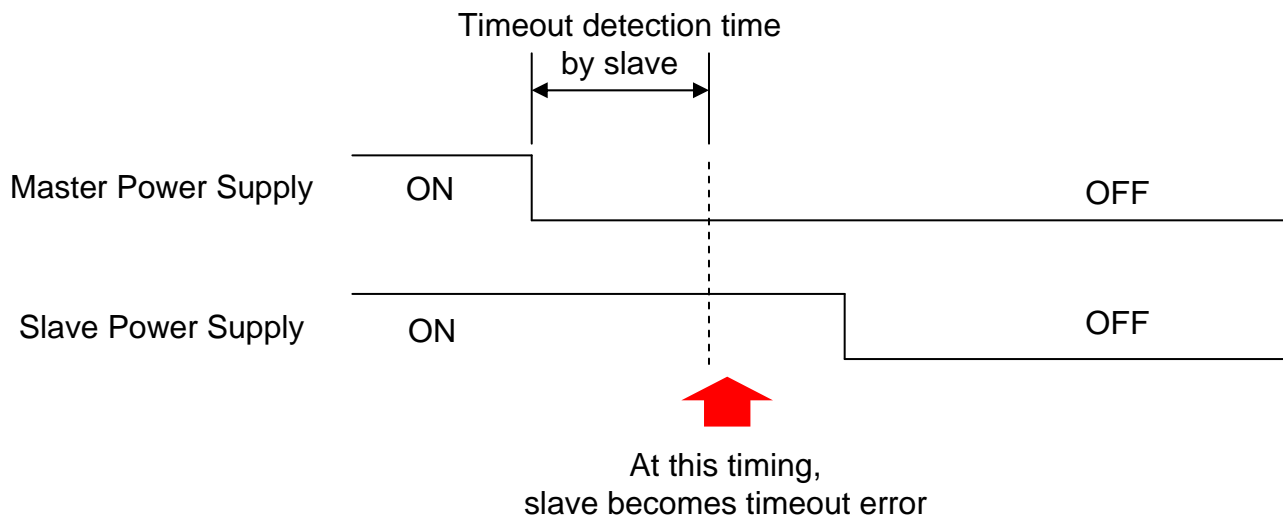 Timeout detection time
by slave
Master Power Supply
ON
OFF
Slave Power Supply
ON
OFF
At this timing,
slave becomes timeout error